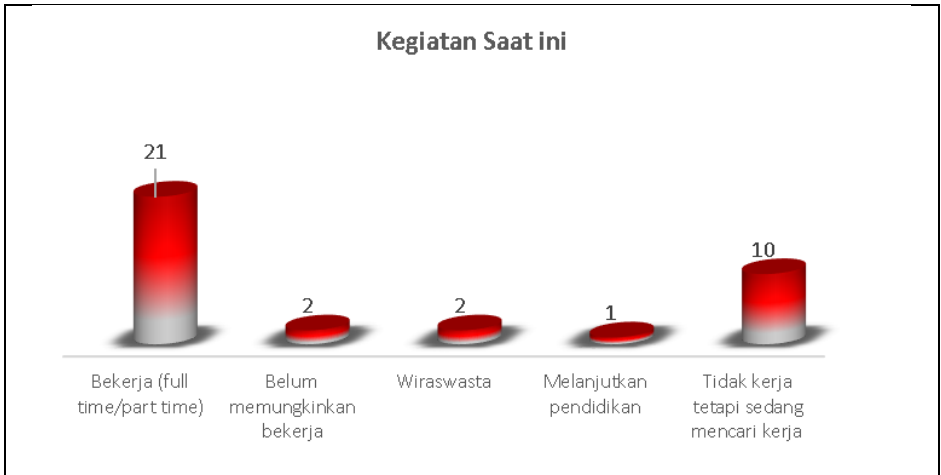 Kegiatan Saat ini
21
2
2
1
10
Bekerja (full
time/part time)
Belum
memungkinkan
bekerja
Wiraswasta
Melanjutkan
pendidikan
Tidak kerja
tetapi sedang
mencari kerja